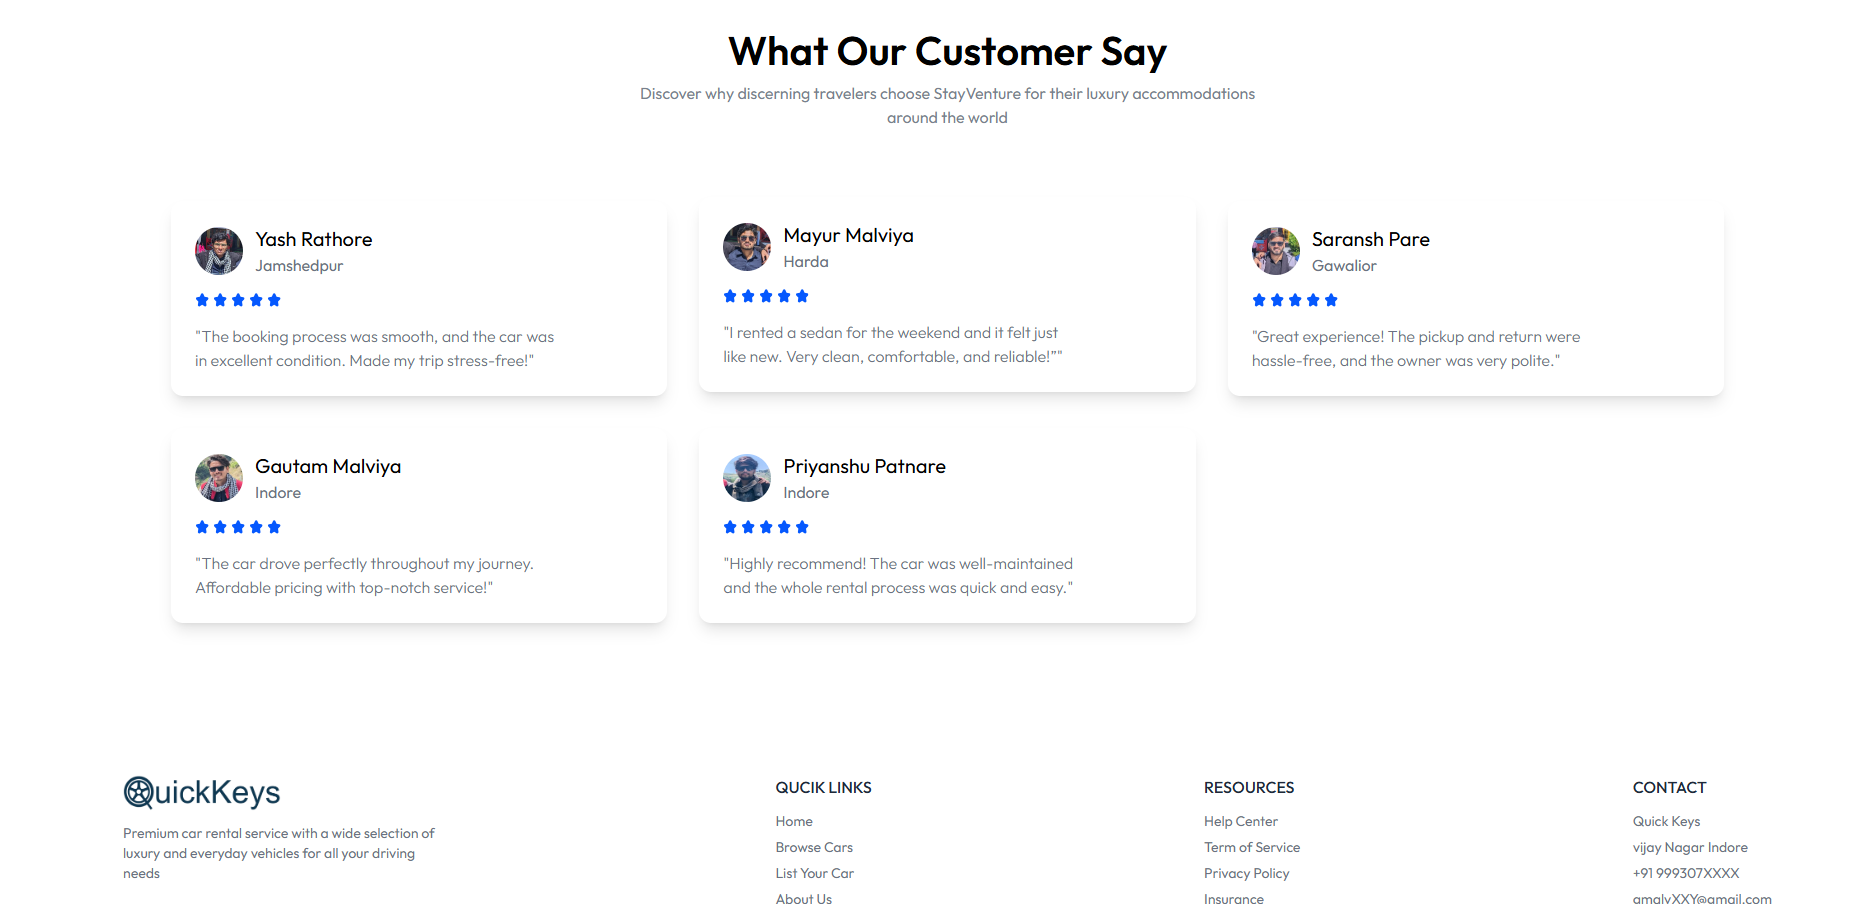 What Our Customer Say
Discover why discerning travelers choose StayVenture for their luxury accommodations
around the world
Yash Rathore
Jamshedpur
"The booking process was smooth, and the car was
in excellent condition. Made my trip stress-free!"
Mayur Malviya
Harda
"I rented a sedan for the weekend and it felt just
like new. Very clean, comfortable, and reliable!”"
Saransh Pare
Gawalior
"Great experience! The pickup and return were
hassle-free, and the owner was very polite."
Gautam Malviya
Indore
"The car drove perfectly throughout my journey.
Affordable pricing with top-notch service!"
Priyanshu Patnare
Indore
"Highly recommend! The car was well-maintained
and the whole rental process was quick and easy."
QuickKeys
Premium car rental service with a wide selection of
luxury and everyday vehicles for all your driving
needs
QUCIK LINKS
Home
Browse Cars
List Your Car
About Us
RESOURCES
Help Center
Term of Service
Privacy Policy
Insurance
CONTACT
Quick Keys
vijay Nagar Indore
+91 999307XXXX
amalvXXY@gmail.com